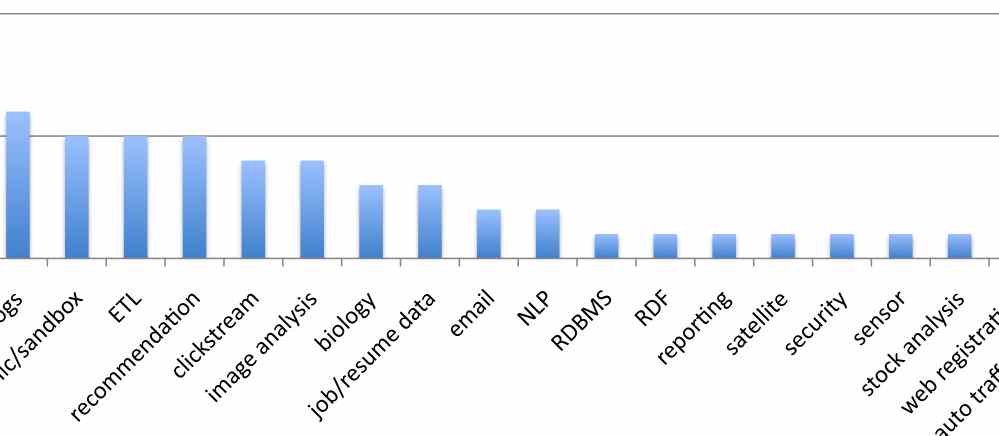 ETL
recommendation
clickstream
image analysis
biology
job/resume data
email
NLP
RDBMS
RDF
reporting
satellite
security
sensor
stock analysis